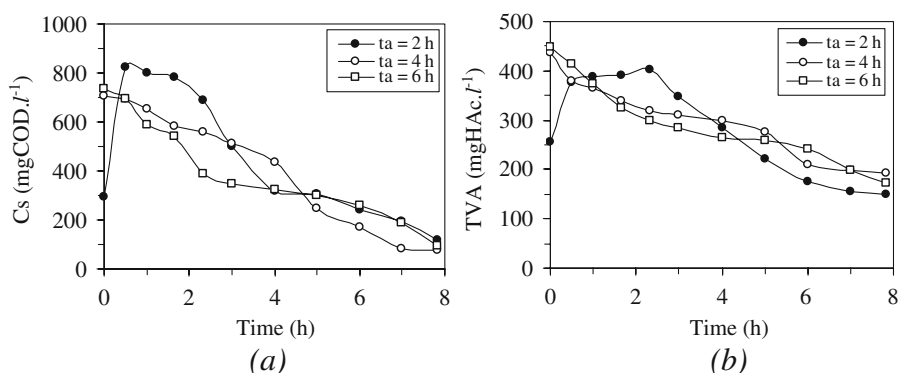 1000
800
600
400
200
0
Cs (mgCOD.l⁻¹)
ta = 2 h
ta = 4 h
ta = 6 h
0 2 4 6 8
Time (h)
(a)
500
400
300
200
100
0
TVA (mgHAc.l⁻¹)
ta = 2 h
ta = 4 h
ta = 6 h
0 2 4 6 8
Time (h)
(b)